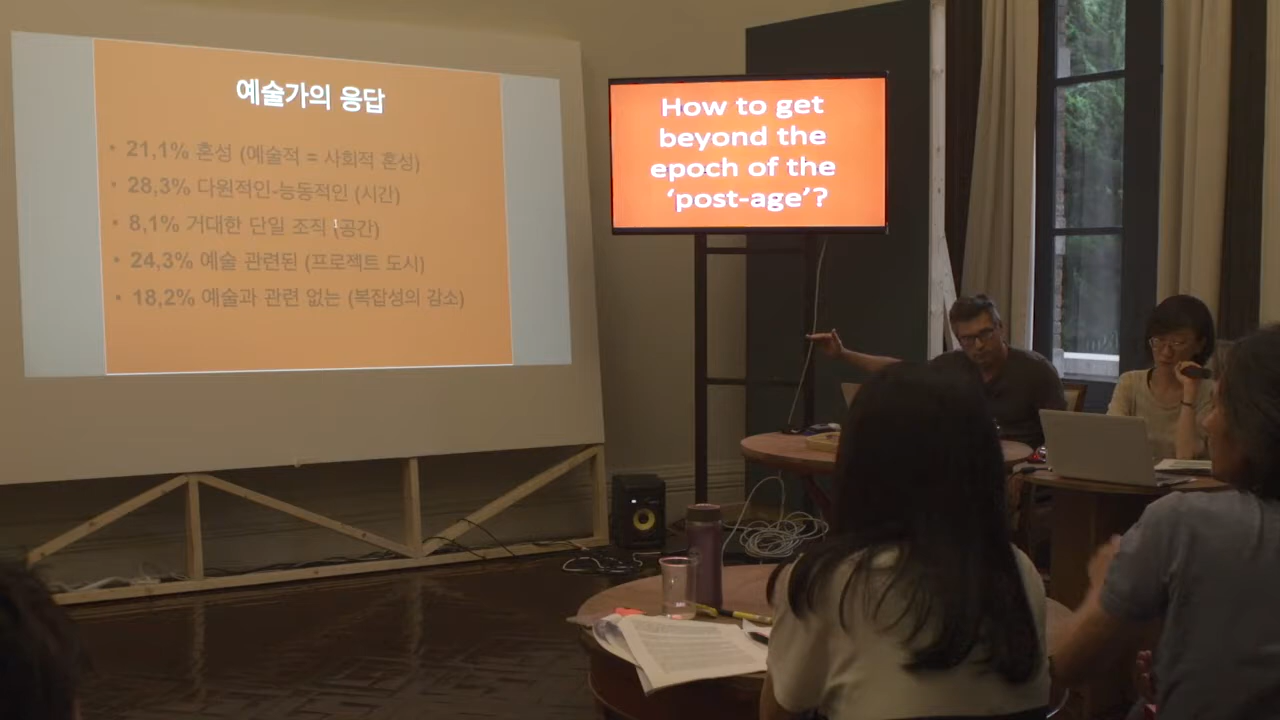 예술가의 응답
• 21,1% 혼성 (예술적 = 사회적 혼성)
• 28,3% 다원적인-능동적인 (시간)
• 8,1% 거대한 단일 조직 (공간)
• 24,3% 예술 관련된 (프로젝트 도시)
• 18,2% 예술과 관련 없는 (복잡성의 감소)
How to get
beyond the
epoch of the
‘post-age’?